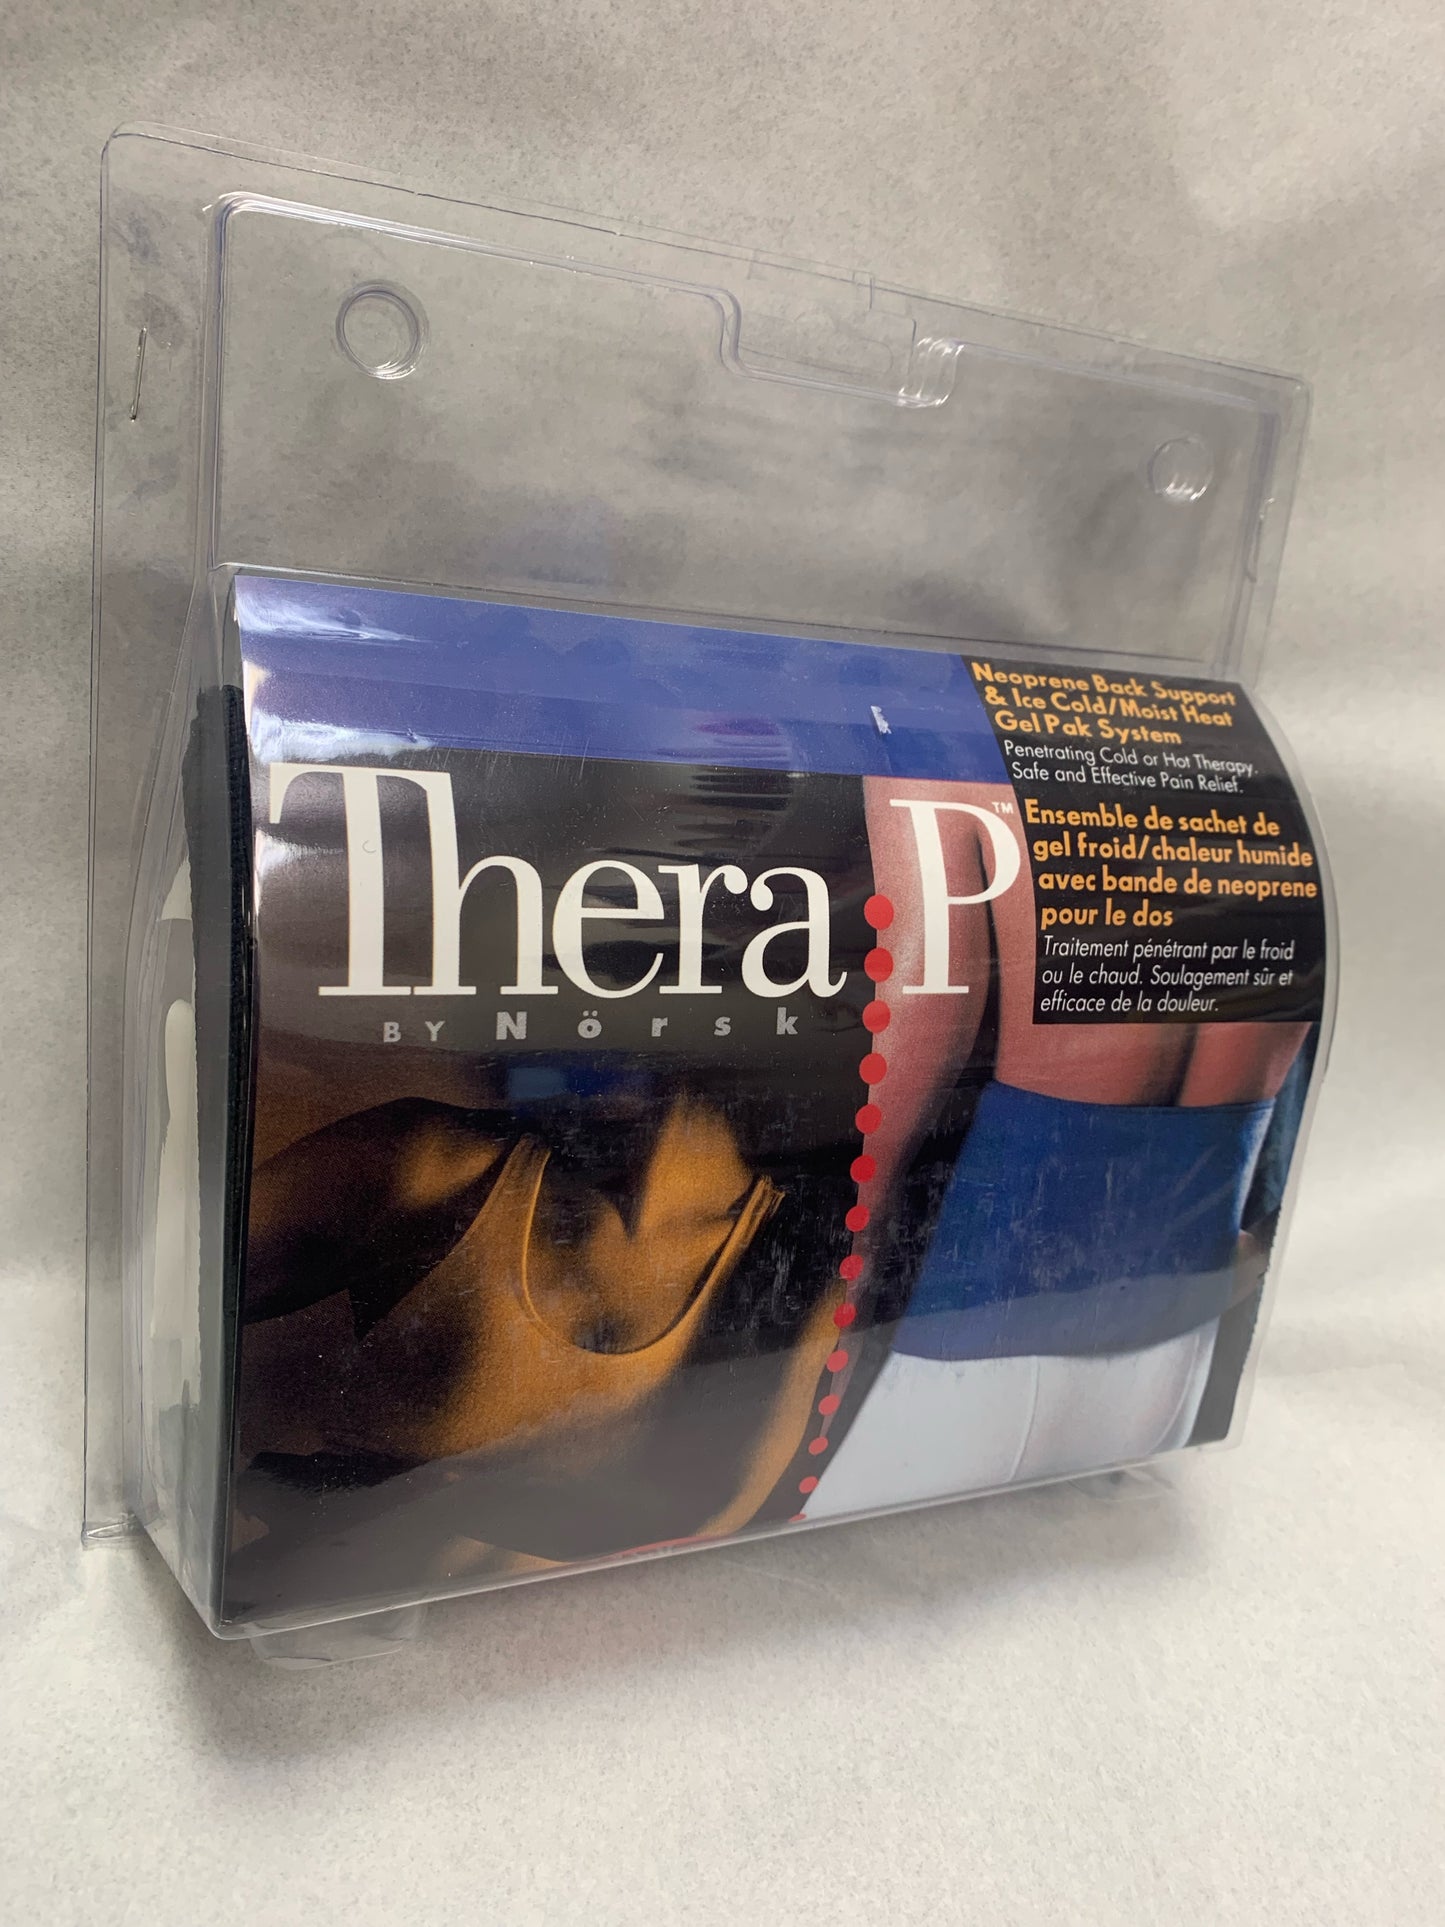 Neoprene Back Support
& Ice Cold/Moist Heat
Gel Pak System
Penetrating Cold or Hot Therapy.
Safe and Effective Pain Relief.
Thera P™
BY Nörsk
Ensemble de sachet de
gel froid/chaleur humide
avec bande de neoprene
pour le dos
Traitement pénétrant par le froid
ou le chaud. Soulagement sûr et
efficace de la douleur.